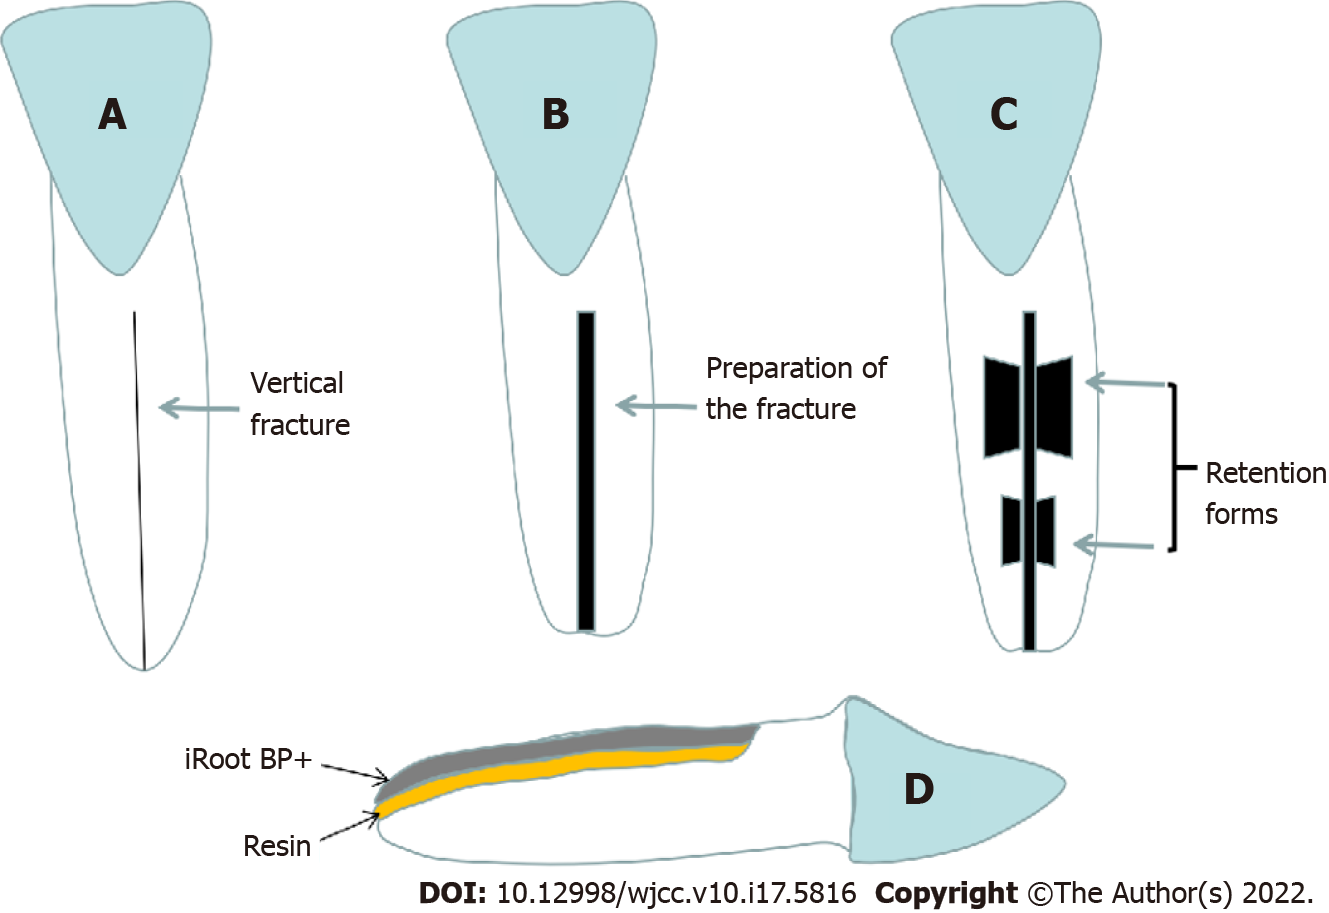 A
B
C
Vertical
fracture
Preparation of
the fracture
Retention
forms
iRoot BP+
Resin
D
DOI: 10.12998/wjcc.v10.i17.5816 Copyright ©The Author(s) 2022.